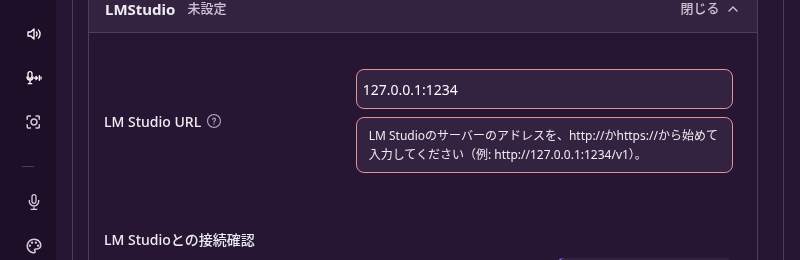 LMStudio 未設定 閉じる
127.0.0.1:1234
LM Studio URL
LM Studioのサーバーのアドレスを、http://かhttps://から始めて
入力してください（例: http://127.0.0.1:1234/v1）。
LM Studioとの接続確認